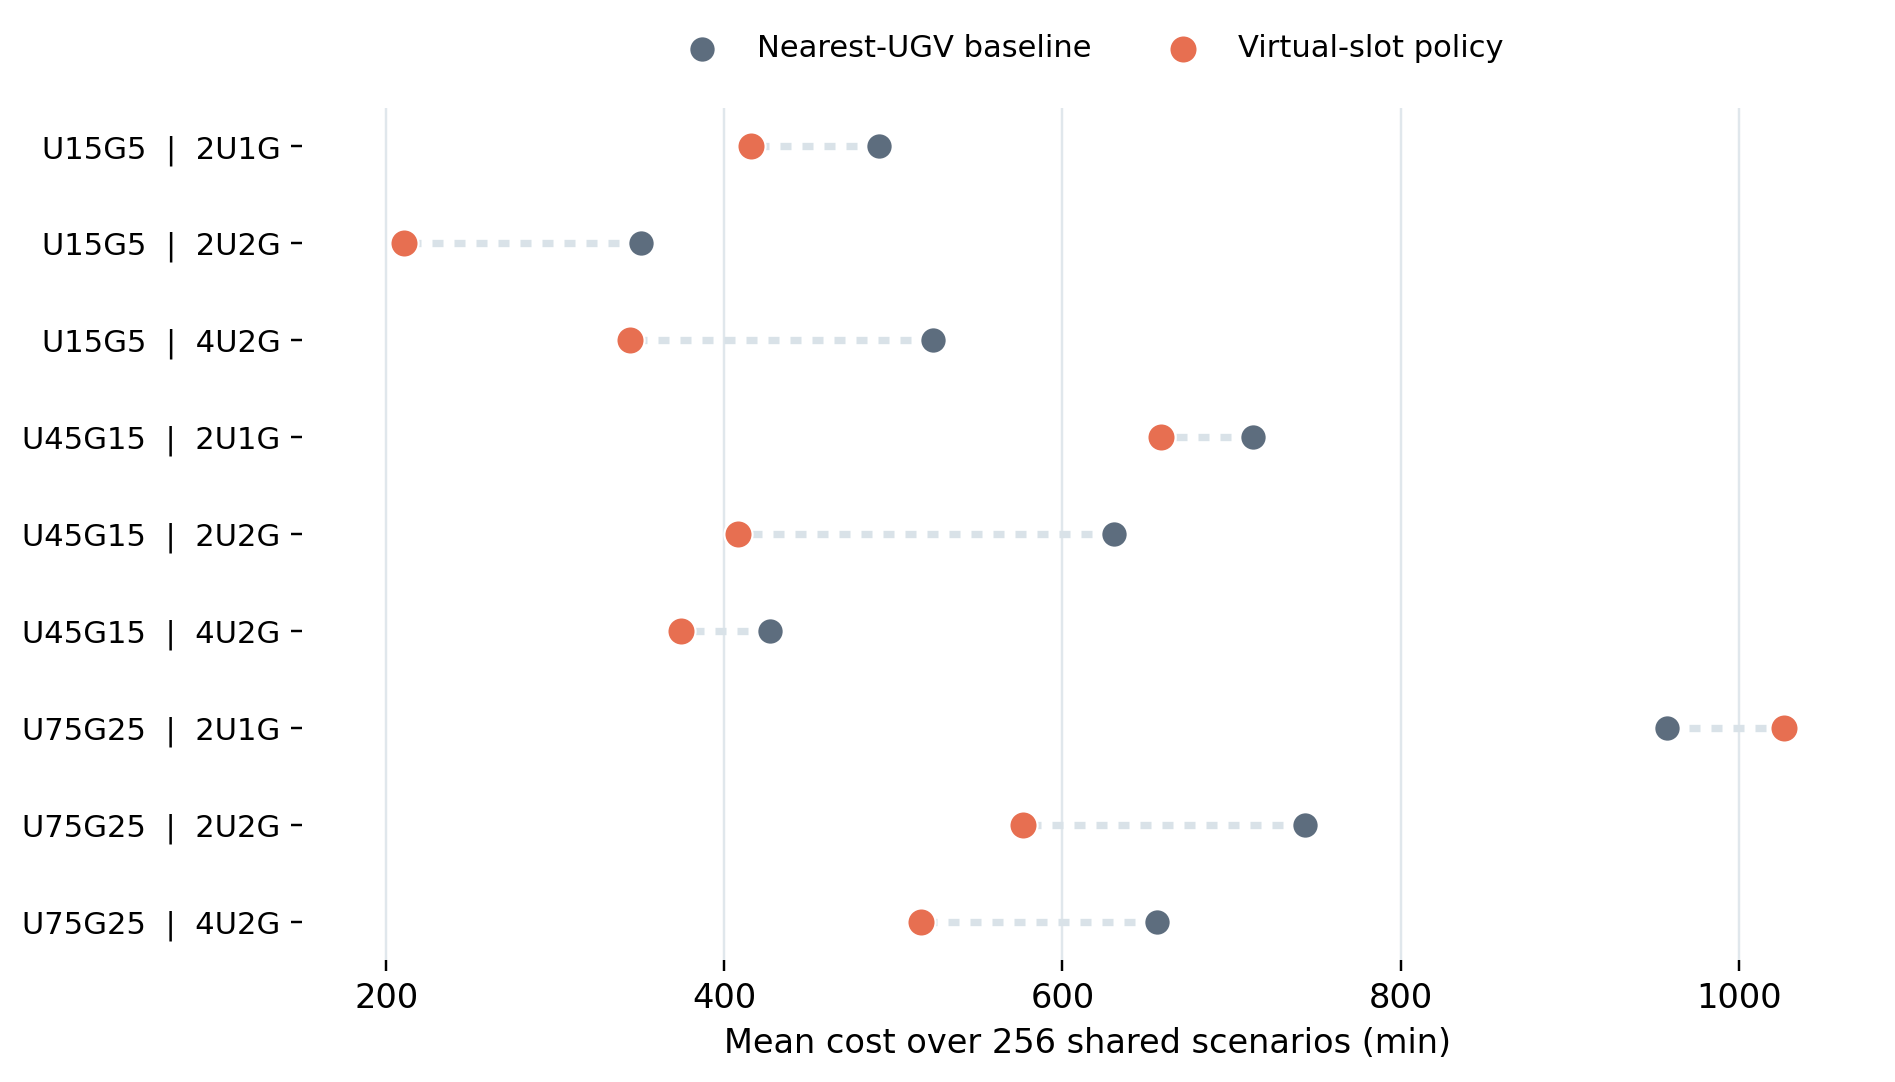 Nearest-UGV baseline
Virtual-slot policy
U15G5 | 2U1G
U15G5 | 2U2G
U15G5 | 4U2G
U45G15 | 2U1G
U45G15 | 2U2G
U45G15 | 4U2G
U75G25 | 2U1G
U75G25 | 2U2G
U75G25 | 4U2G
200 400 600 800 1000
Mean cost over 256 shared scenarios (min)